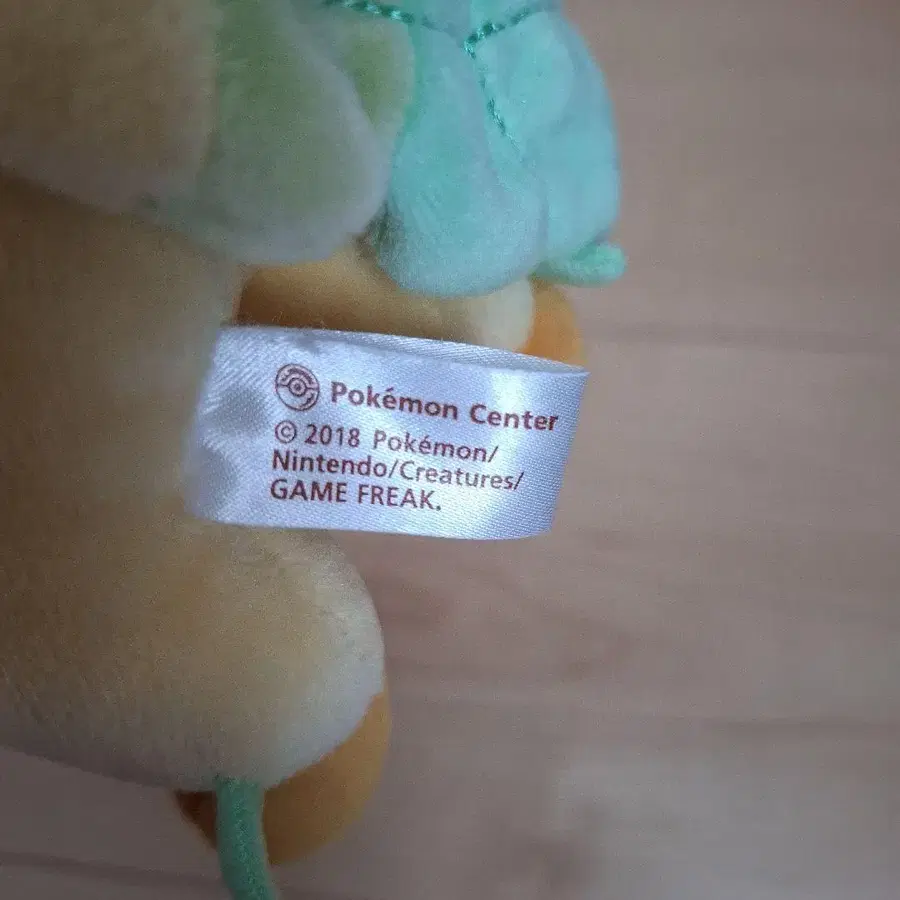 Pokémon Center
© 2018 Pokémon/
Nintendo/Creatures/
GAME FREAK.